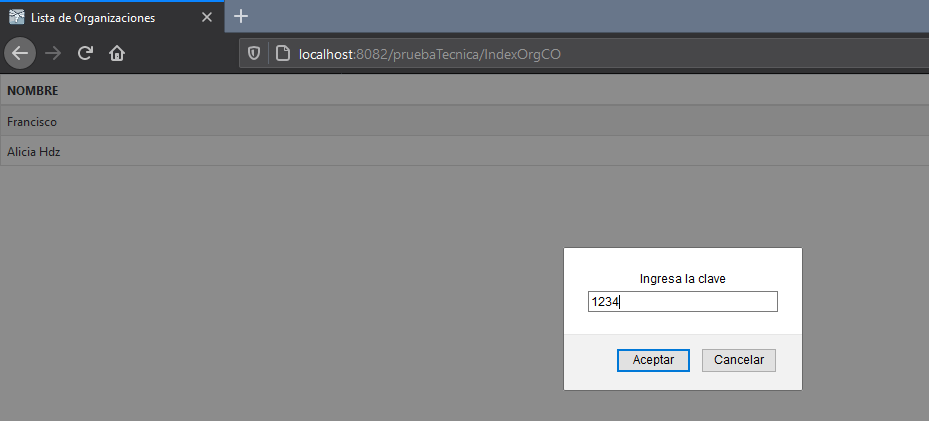 Lista de Organizaciones
localhost:8082/pruebaTecnica/IndexOrgCO
NOMBRE
Francisco
Alicia Hdz
Ingresa la clave
1234
Aceptar Cancelar